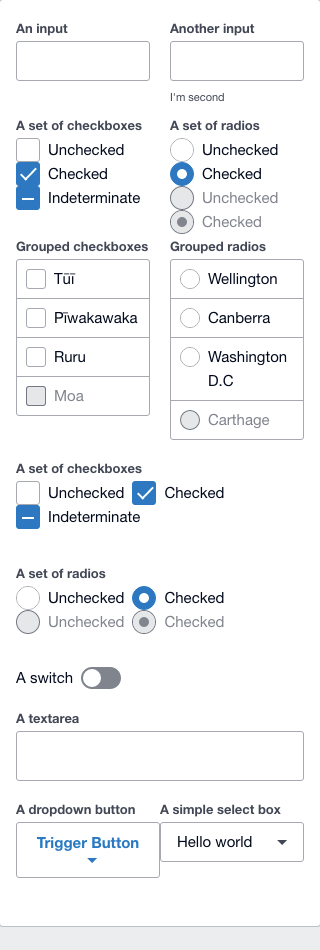 An input
Another input
I'm second
A set of checkboxes
Unchecked
Checked
Indeterminate
A set of radios
Unchecked
Checked
Unchecked
Checked
Grouped checkboxes
Tūī
Pīwakawaka
Ruru
Moa
Grouped radios
Wellington
Canberra
Washington
D.C
Carthage
A set of checkboxes
Unchecked Checked
Indeterminate
A set of radios
Unchecked Checked
Unchecked Checked
A switch
A textarea
A dropdown button
Trigger Button
A simple select box
Hello world